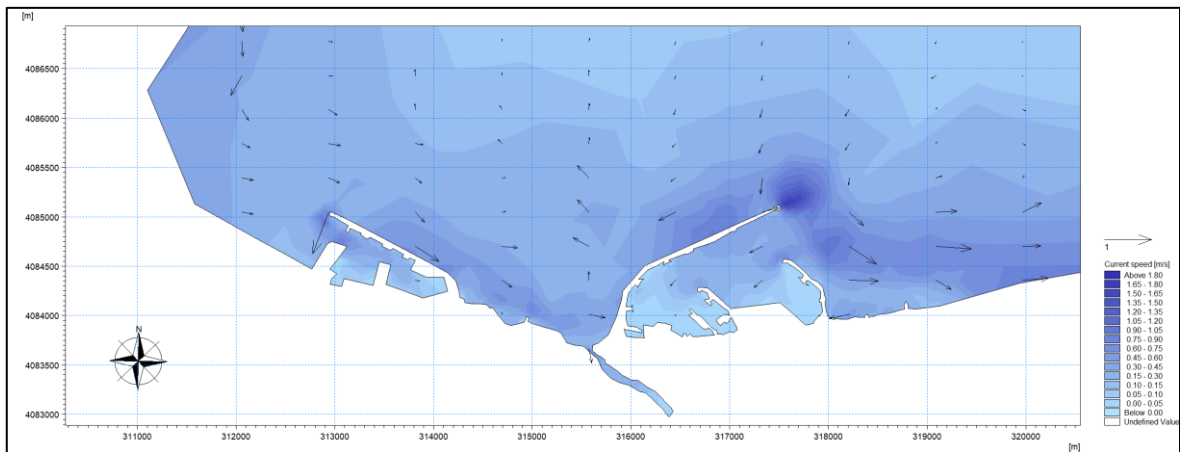 [m]
4086500
4086000
4085500
4085000
4084500
4084000
4083500
4083000
N
311000 312000 313000 314000 315000 316000 317000 318000 319000 320000
[m]
1
Current speed [m/s]
Above 1.80
1.65 - 1.80
1.50 - 1.65
1.35 - 1.50
1.20 - 1.35
1.05 - 1.20
0.90 - 1.05
0.75 - 0.90
0.60 - 0.75
0.45 - 0.60
0.30 - 0.45
0.15 - 0.30
0.10 - 0.15
0.05 - 0.10
0.00 - 0.05
Below 0.00
Undefined Value